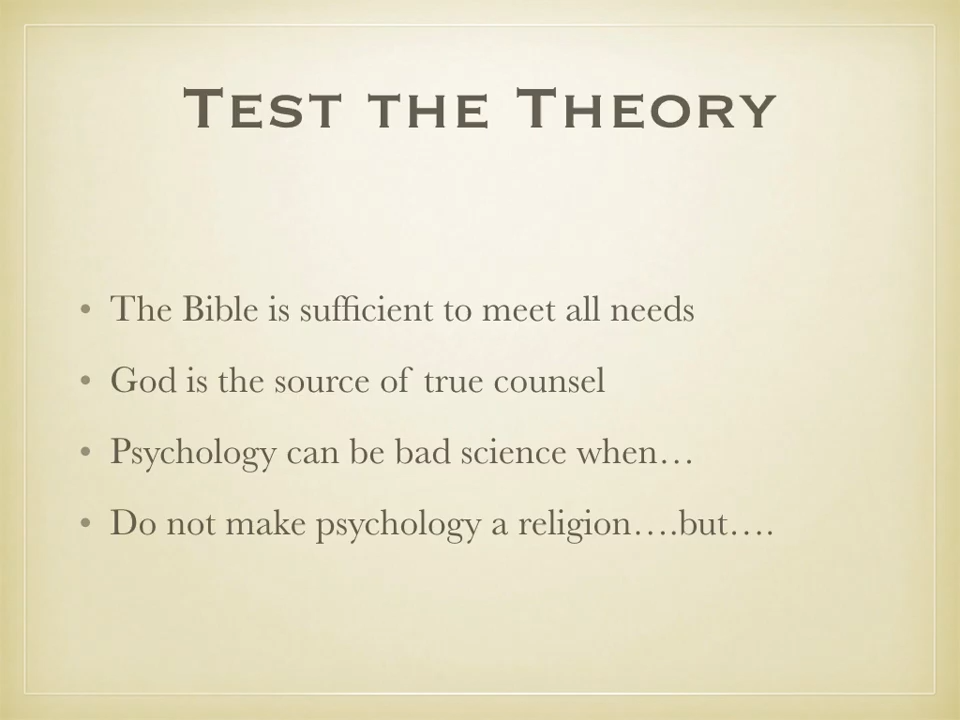 Test the Theory
• The Bible is sufficient to meet all needs
• God is the source of true counsel
• Psychology can be bad science when…
• Do not make psychology a religion….but….